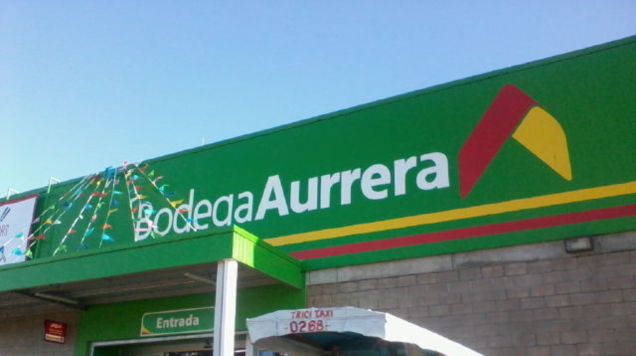 BodegaAurrera
Entrada
TRICI TAXI
0268